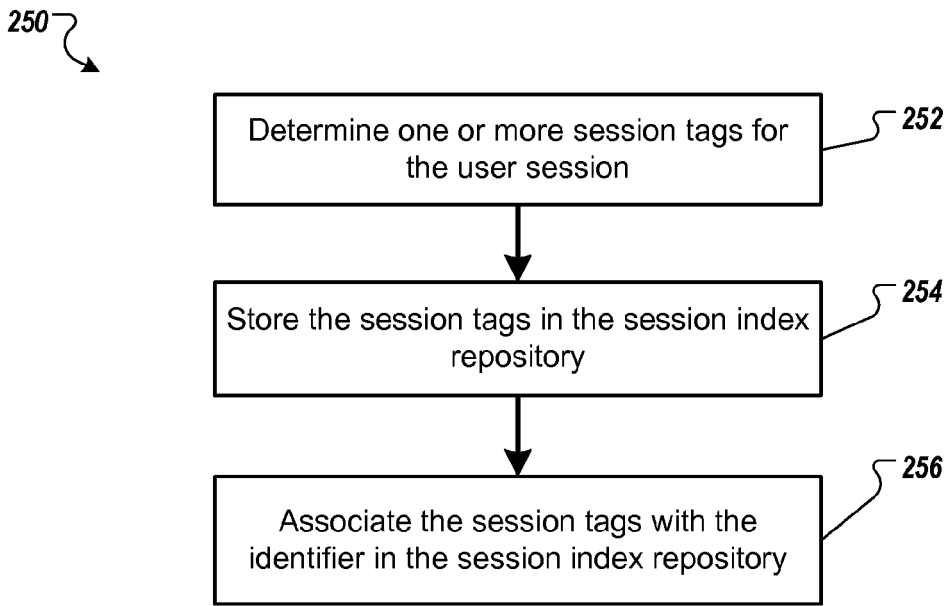 250
Determine one or more session tags for
the user session
252
Store the session tags in the session index
repository
254
Associate the session tags with the
identifier in the session index repository
256